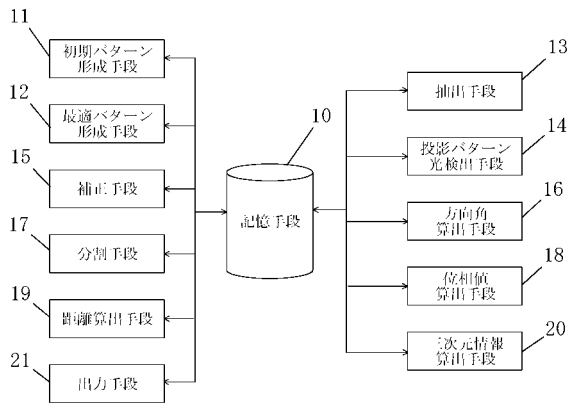 11
初期パターン
形成手段
12
最適パターン
形成手段
15
補正手段
17
分割手段
19
距離算出手段
21
出力手段
10
記憶手段
13
抽出手段
14
投影パターン
光検出手段
16
方向角
算出手段
18
位相値
算出手段
20
三次元情報
算出手段